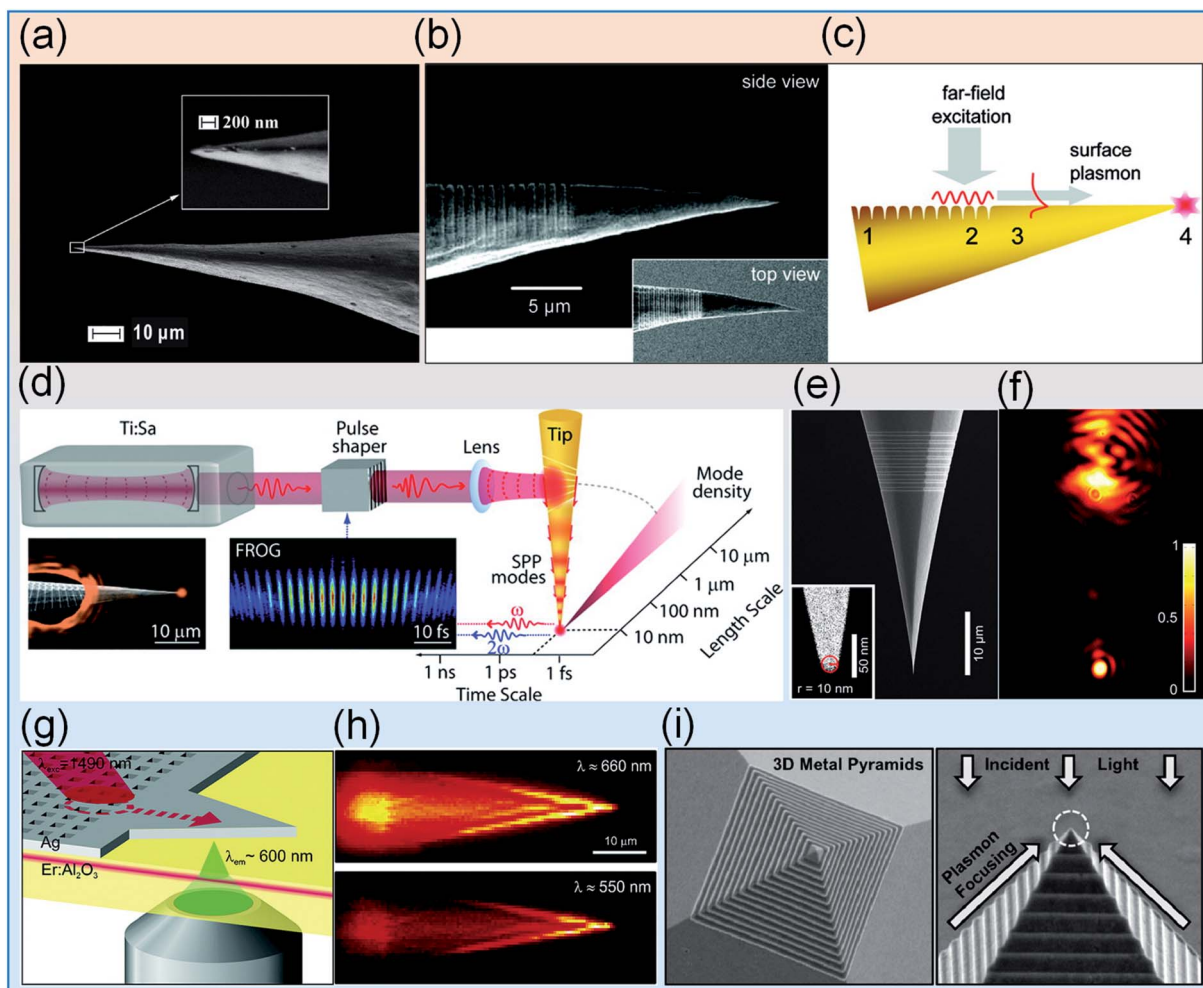 (a)
200 nm
10 µm
(b)
side view
5 µm
top view
(c)
far-field
excitation
surface
plasmon
1
2
3
4
(d)
Ti:Sa
Pulse
shaper
Lens
Tip
Mode
density
FROG
SPP
modes
10 µm
10 fs
ω
2ω
10 µm
1 µm
100 nm
10 nm
Length Scale
1 ns
1 ps
1 fs
Time Scale
(e)
10 µm
50 nm
r = 10 nm
(f)
1
0.5
0
(g)
λexc=1490 nm
Ag
Er:Al₂O₃
λem~ 600 nm
(h)
λ ≈ 660 nm
10 µm
λ ≈ 550 nm
(i)
3D Metal Pyramids
Incident Light
Plasmon
Focusing